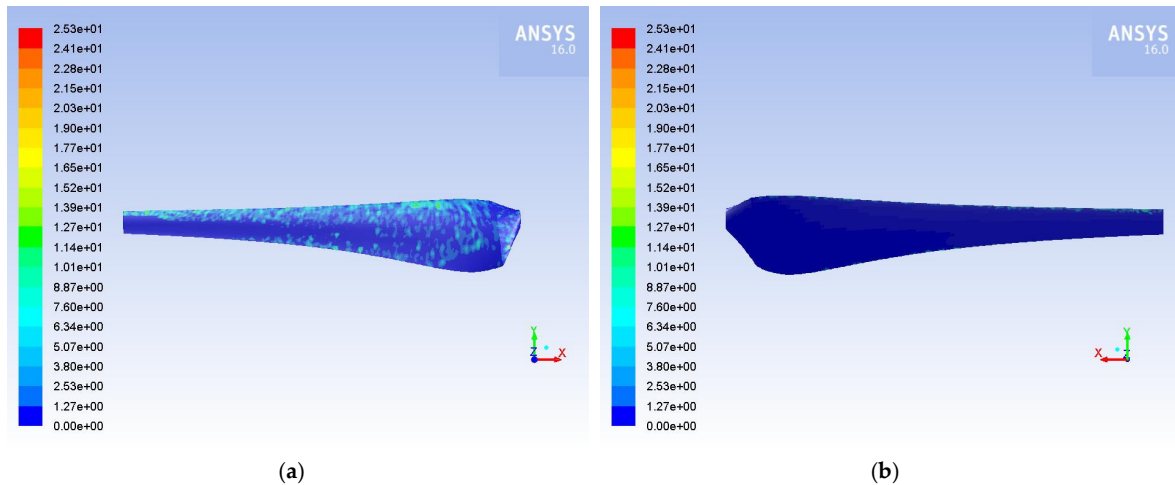 2.53e+01
2.41e+01
2.28e+01
2.15e+01
2.03e+01
1.90e+01
1.77e+01
1.65e+01
1.52e+01
1.39e+01
1.27e+01
1.14e+01
1.01e+01
8.87e+00
7.60e+00
6.34e+00
5.07e+00
3.80e+00
2.53e+00
1.27e+00
0.00e+00
ANSYS
16.0
Y
Z X
(a)
2.53e+01
2.41e+01
2.28e+01
2.15e+01
2.03e+01
1.90e+01
1.77e+01
1.65e+01
1.52e+01
1.39e+01
1.27e+01
1.14e+01
1.01e+01
8.87e+00
7.60e+00
6.34e+00
5.07e+00
3.80e+00
2.53e+00
1.27e+00
0.00e+00
ANSYS
16.0
Y
X Z
(b)